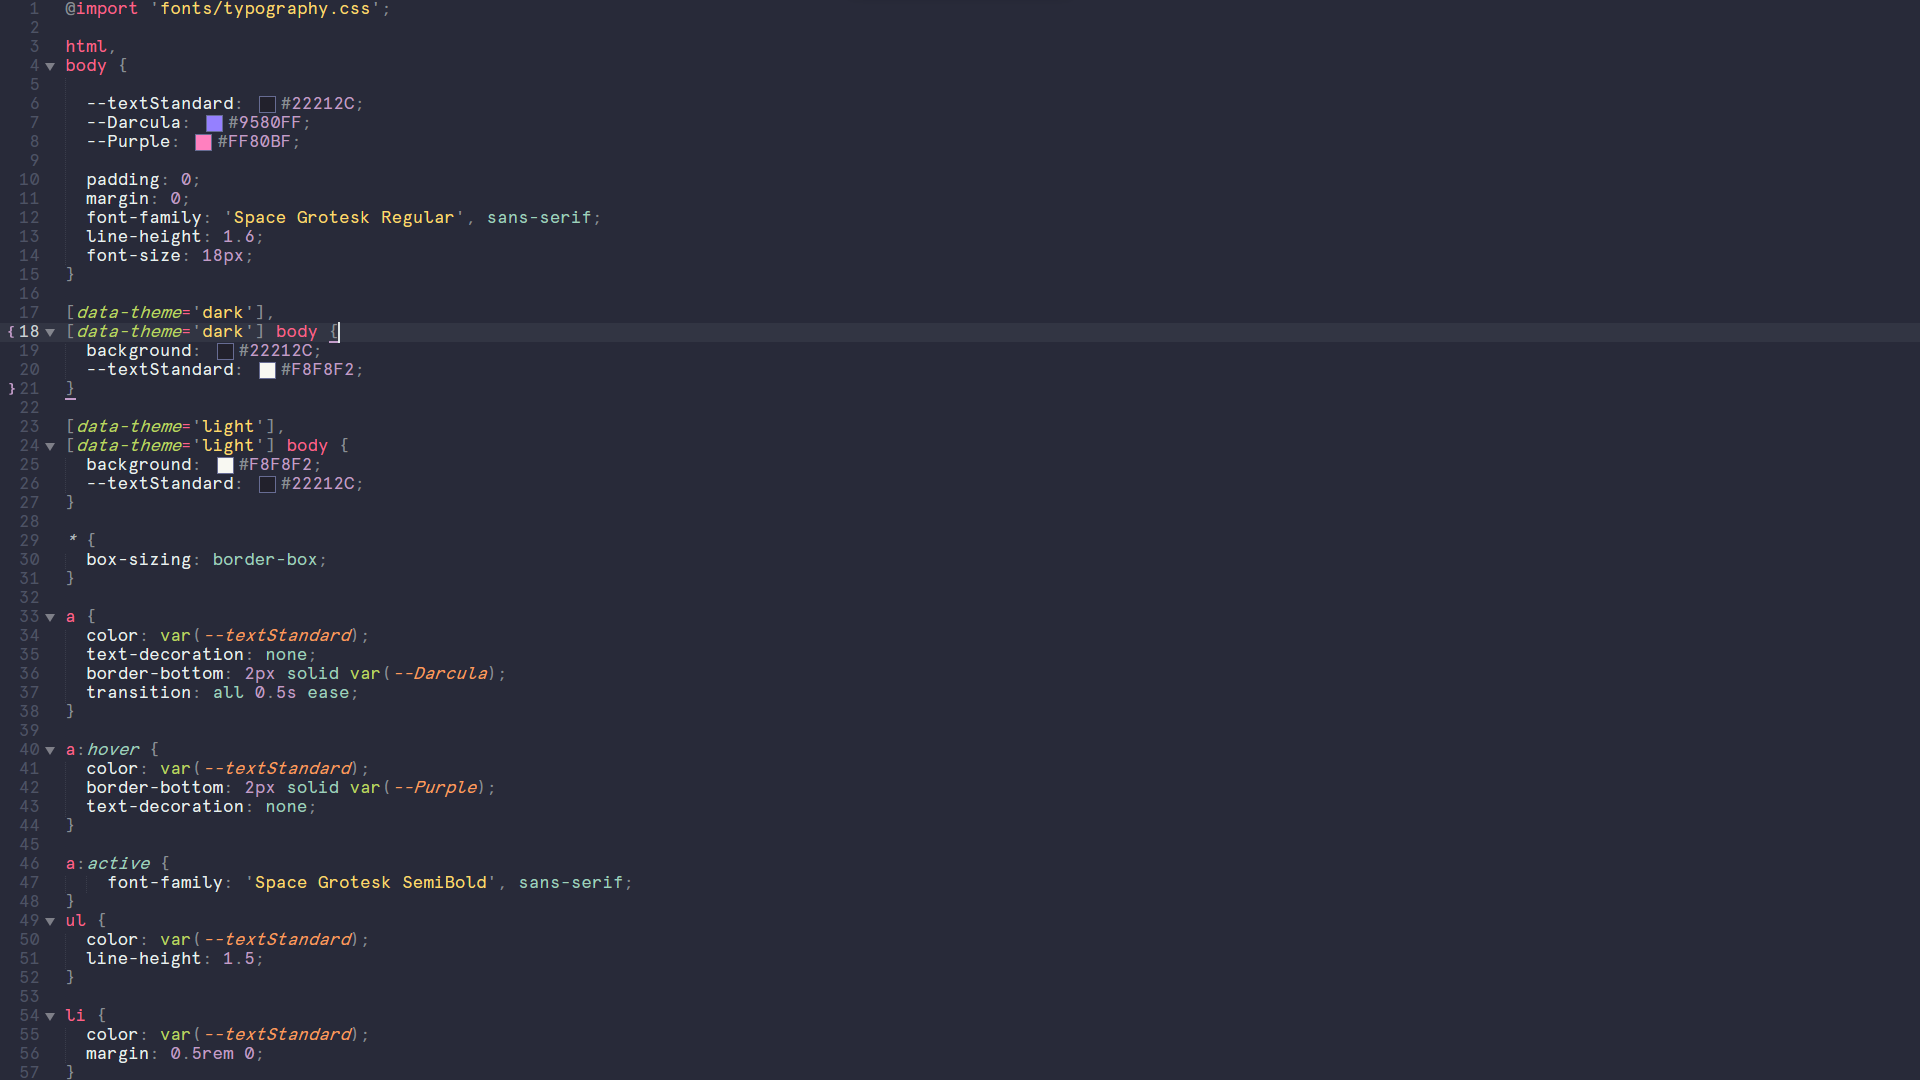 1 @import 'fonts/typography.css';
2
3 html,
4 body {
5
6 --textStandard: #22212C;
7 --Darcula: #9580FF;
8 --Purple: #FF80BF;
9
10 padding: 0;
11 margin: 0;
12 font-family: 'Space Grotesk Regular', sans-serif;
13 line-height: 1.6;
14 font-size: 18px;
15 }
16
17 [data-theme='dark'],
{ 18 [data-theme='dark'] body {
19 background: #22212C;
20 --textStandard: #F8F8F2;
} 21 }
22
23 [data-theme='light'],
24 [data-theme='light'] body {
25 background: #F8F8F2;
26 --textStandard: #22212C;
27 }
28
29 * {
30 box-sizing: border-box;
31 }
32
33 a {
34 color: var(--textStandard);
35 text-decoration: none;
36 border-bottom: 2px solid var(--Darcula);
37 transition: all 0.5s ease;
38 }
39
40 a:hover {
41 color: var(--textStandard);
42 border-bottom: 2px solid var(--Purple);
43 text-decoration: none;
44 }
45
46 a:active {
47 font-family: 'Space Grotesk SemiBold', sans-serif;
48 }
49 ul {
50 color: var(--textStandard);
51 line-height: 1.5;
52 }
53
54 li {
55 color: var(--textStandard);
56 margin: 0.5rem 0;
57 }